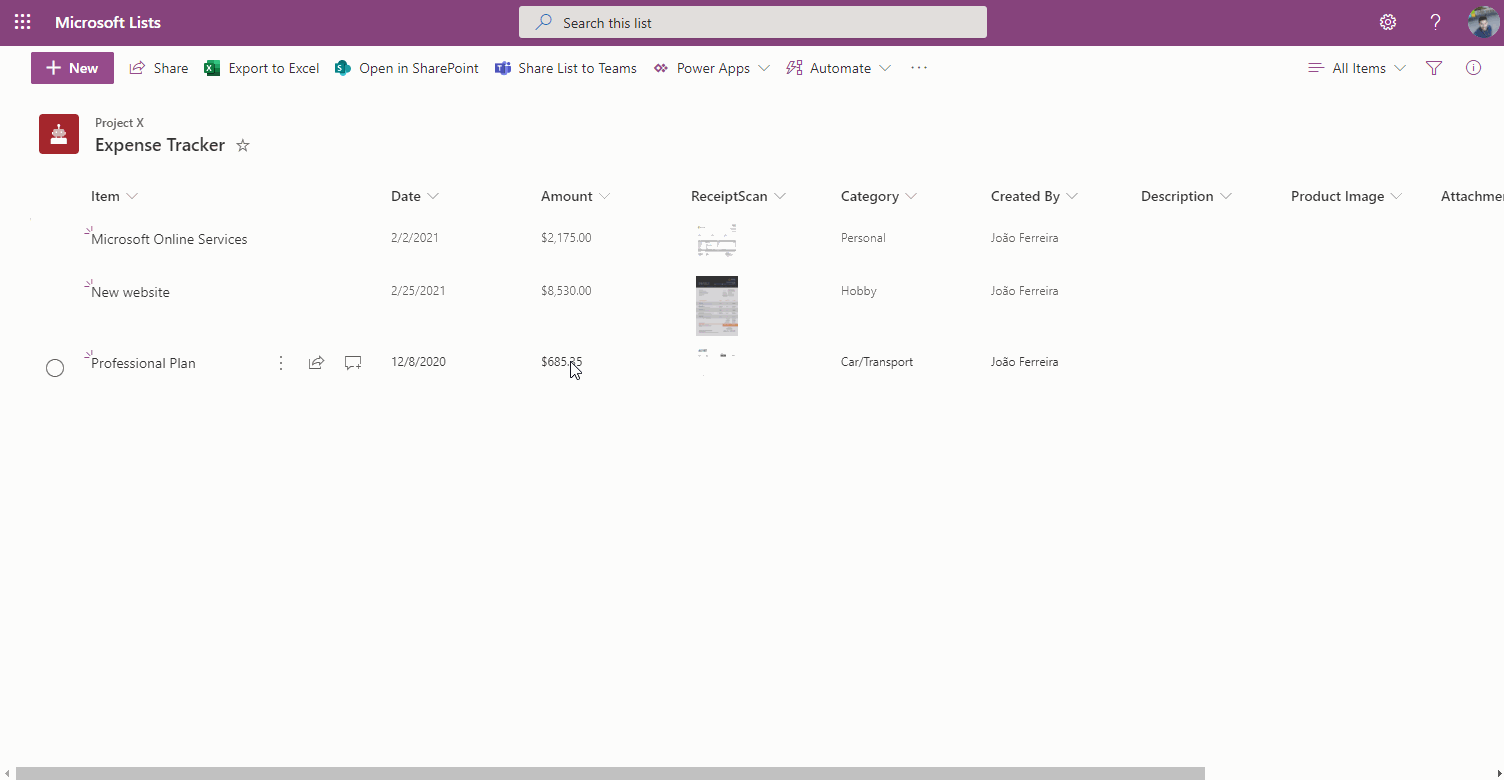 Microsoft Lists
Search this list
?
New
Share
Export to Excel
Open in SharePoint
Share List to Teams
Power Apps
Automate
All Items
Project X
Expense Tracker
Item Date Amount ReceiptScan Category Created By Description Product Image Attachmen
Microsoft Online Services 2/2/2021 $2,175.00 Personal João Ferreira
New website 2/25/2021 $8,530.00 Hobby João Ferreira
Professional Plan 12/8/2020 $685.35 Car/Transport João Ferreira